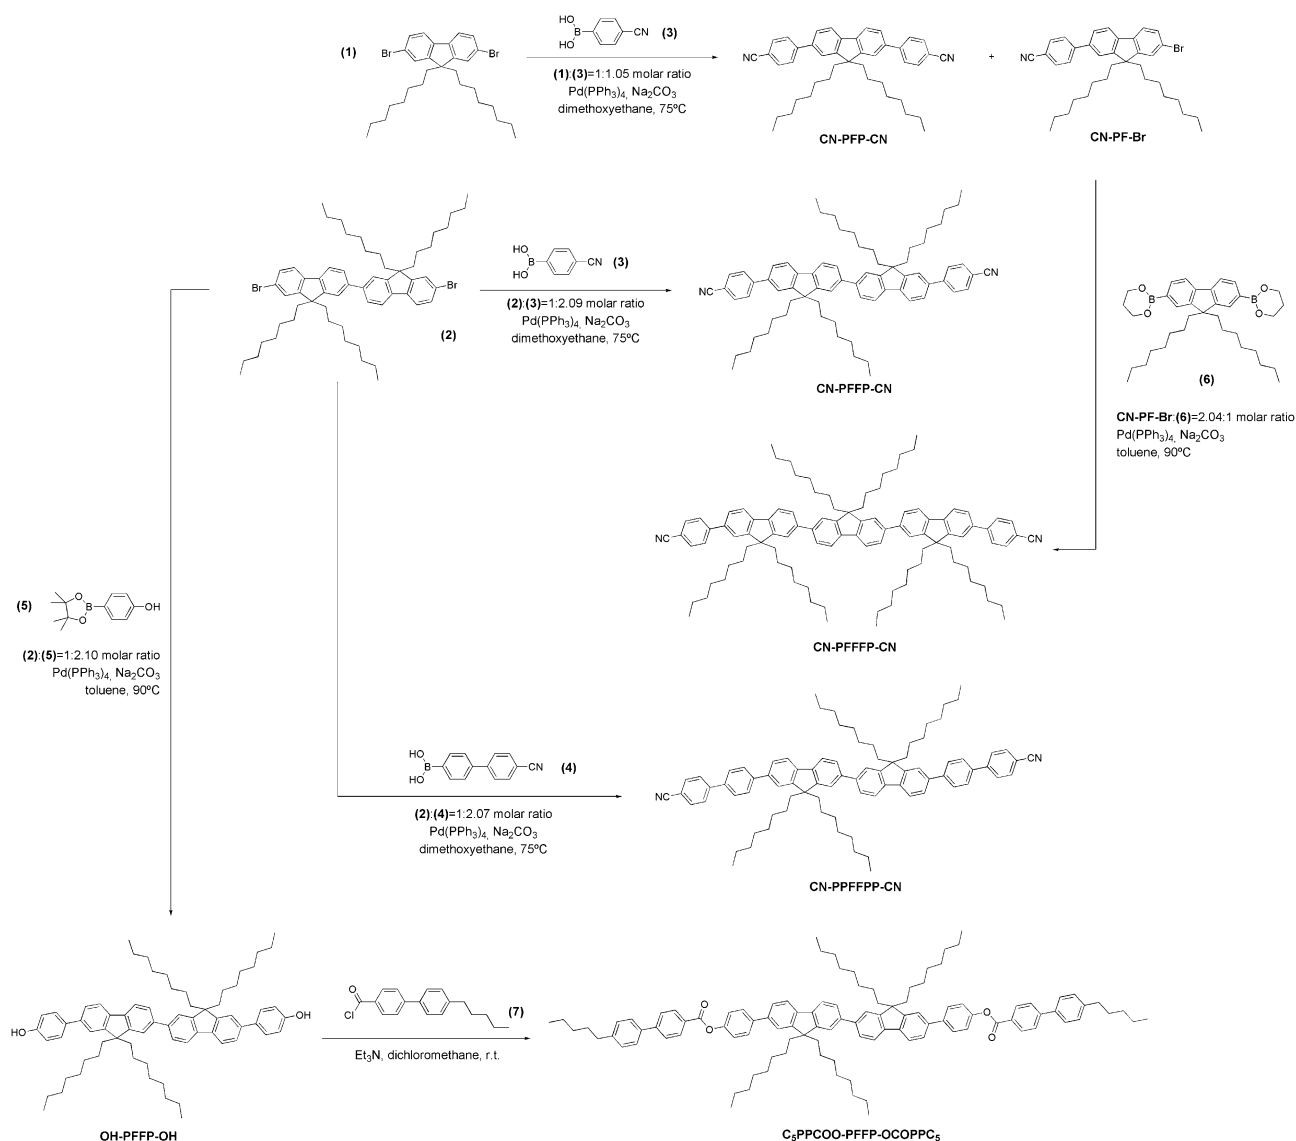 (1)
Br
Br
HO
B
HO
CN
(3)
(1):(3)=1:1.05 molar ratio
Pd(PPh3)4, Na2CO3
dimethoxyethane, 75ºC
NC
CN
CN-PFP-CN
+
NC
Br
CN-PF-Br
Br
Br
(2)
HO
B
HO
CN
(3)
(2):(3)=1:2.09 molar ratio
Pd(PPh3)4, Na2CO3
dimethoxyethane, 75ºC
NC
CN
CN-PFFP-CN
O
B
O
O
B
O
(6)
CN-PF-Br:(6)=2.04:1 molar ratio
Pd(PPh3)4, Na2CO3
toluene, 90ºC
NC
CN
CN-PFFFP-CN
(5)
O
B
O
OH
(2):(5)=1:2.10 molar ratio
Pd(PPh3)4, Na2CO3
toluene, 90ºC
HO
B
HO
CN
(4)
(2):(4)=1:2.07 molar ratio
Pd(PPh3)4, Na2CO3
dimethoxyethane, 75ºC
NC
CN
CN-PPFFPP-CN
HO
OH
OH-PFFP-OH
O
Cl
(7)
Et3N, dichloromethane, r.t.
O
O
O
O
C5PPCOO-PFFP-OCOPPC5